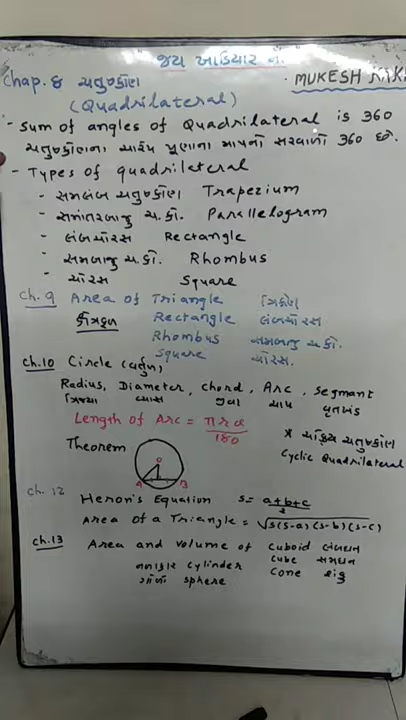 જય ખોડિયાર માં.
MUKESH KAK
Chap. ૪ ચતુષ્કોણ
(Quadrilateral)
- Sum of angles of Quadrilateral is 360
ચતુષ્કોણના ચારેય ખૂણાના માપનો સરવાળો 360 છે.
- Types of quadrilateral
- સમલંબ ચતુષ્કોણ Trapezium
- સમાંતરબાજુ ચ.કો. Parallelogram
- લંબચોરસ Rectangle
- સમબાજુ ચ.કો. Rhombus
- ચોરસ Square
Ch. 9 Area of Triangle ત્રિકોણ
ક્ષેત્રફળ Rectangle લંબચોરસ
Rhombus સમબાજુ ચ.કો.
Square ચોરસ.
Ch.10 Circle (વર્તુળ)
Radius, Diameter, Chord, Arc, Segment
ત્રિજ્યા વ્યાસ જીવા ચાપ વૃતખંડ
Length of Arc = πrα/180
* ચક્રિય ચતુષ્કોણ
Cyclic Quadrilateral
Theorem
O
A B
Ch. 12 Heron's Equation S = a+b+c/2
Area of a Triangle = √s(s-a)(s-b)(s-c)
Ch.13 Area and Volume of Cuboid લંબઘન
Cube સમઘન
નળાકાર Cylinder Cone શંકુ
ગોળો Sphere